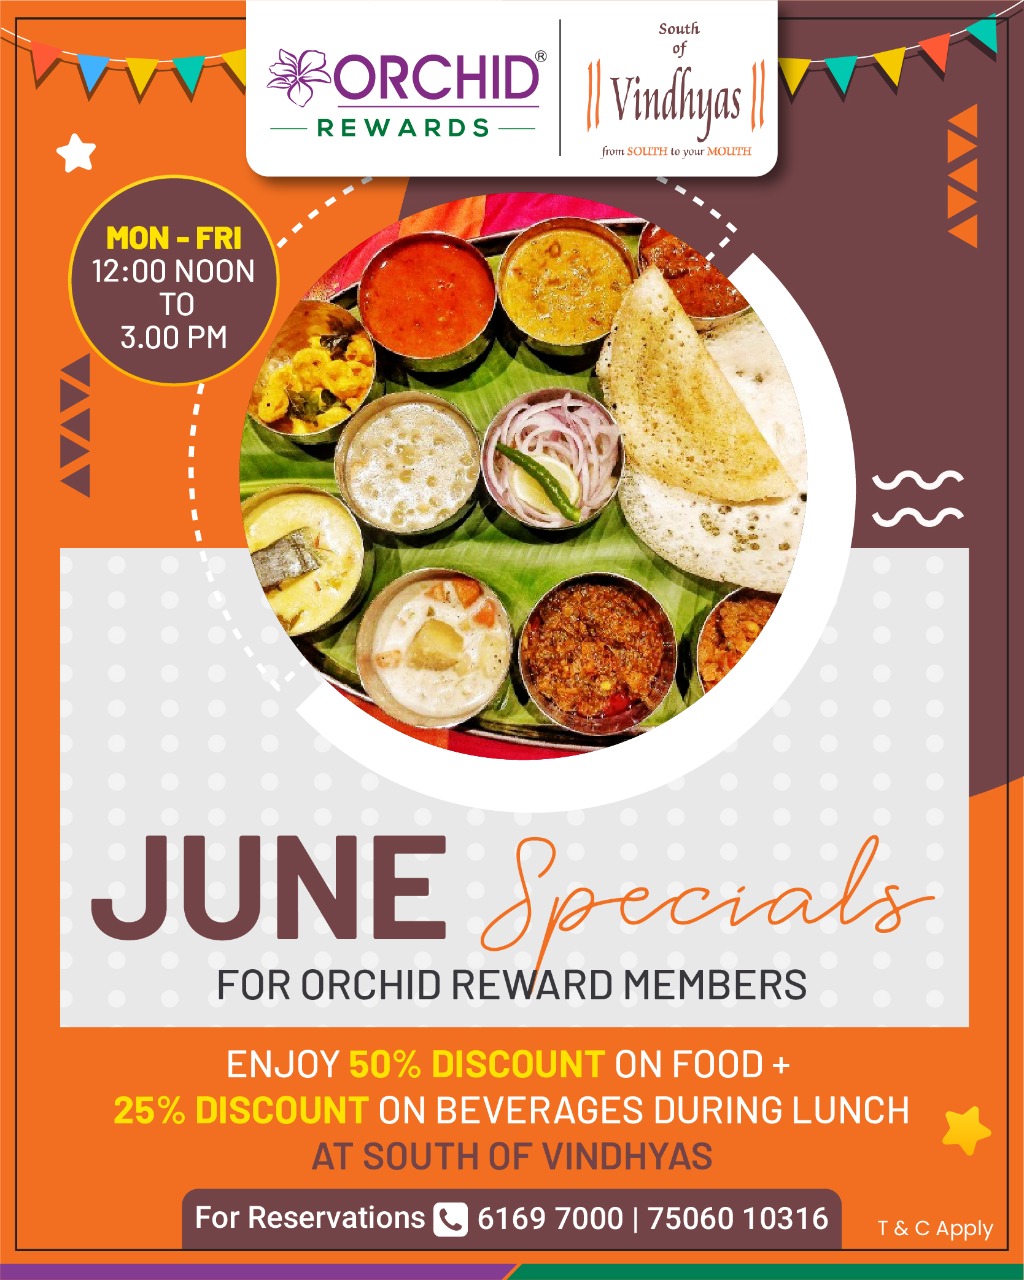 ORCHID®
REWARDS
South
of
Vindhyas
from SOUTH to your MOUTH
MON - FRI
12:00 NOON
TO
3.00 PM
JUNE Specials
FOR ORCHID REWARD MEMBERS
ENJOY 50% DISCOUNT ON FOOD +
25% DISCOUNT ON BEVERAGES DURING LUNCH
AT SOUTH OF VINDHYAS
For Reservations 6169 7000 | 75060 10316
T & C Apply